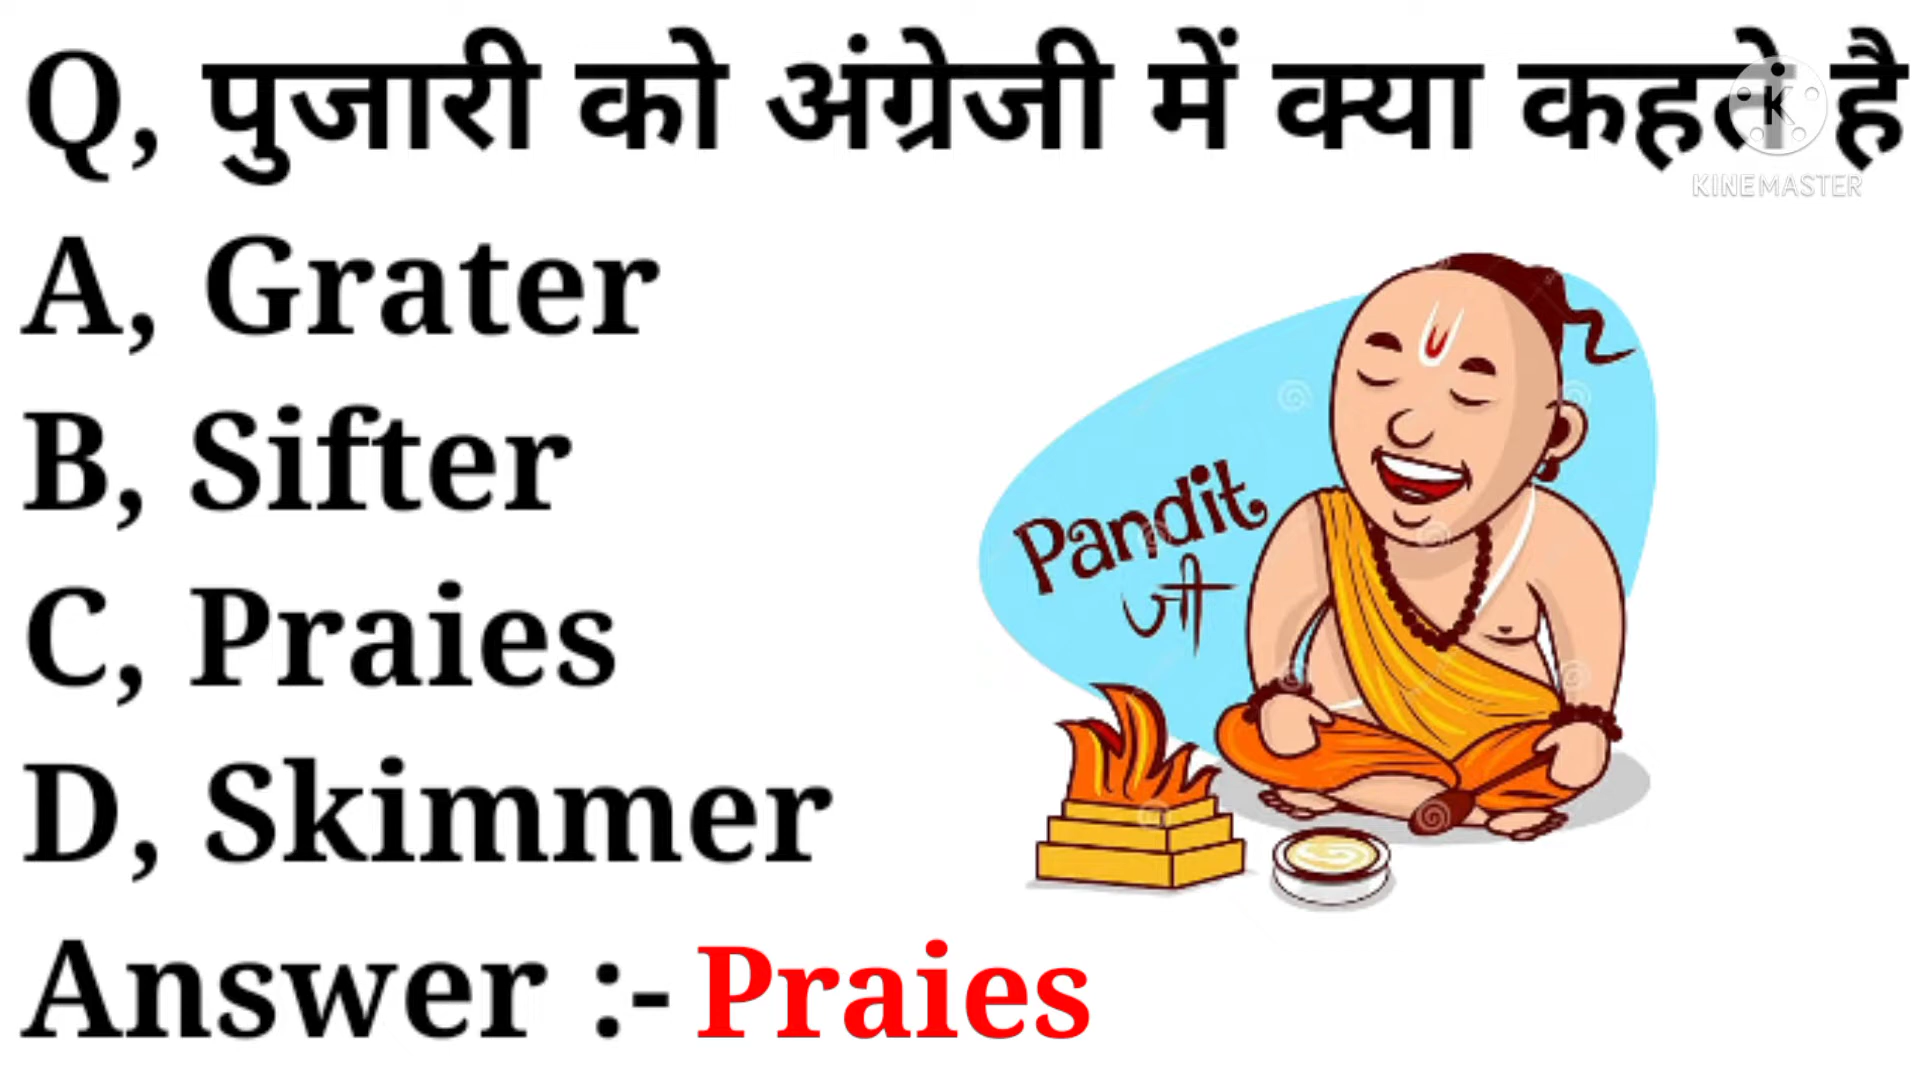 Q, पुजारी को अंग्रेजी में क्या कहते है
KINEMASTER
A, Grater
B, Sifter
C, Praies
D, Skimmer
Pandit
जी
Answer :- Praies